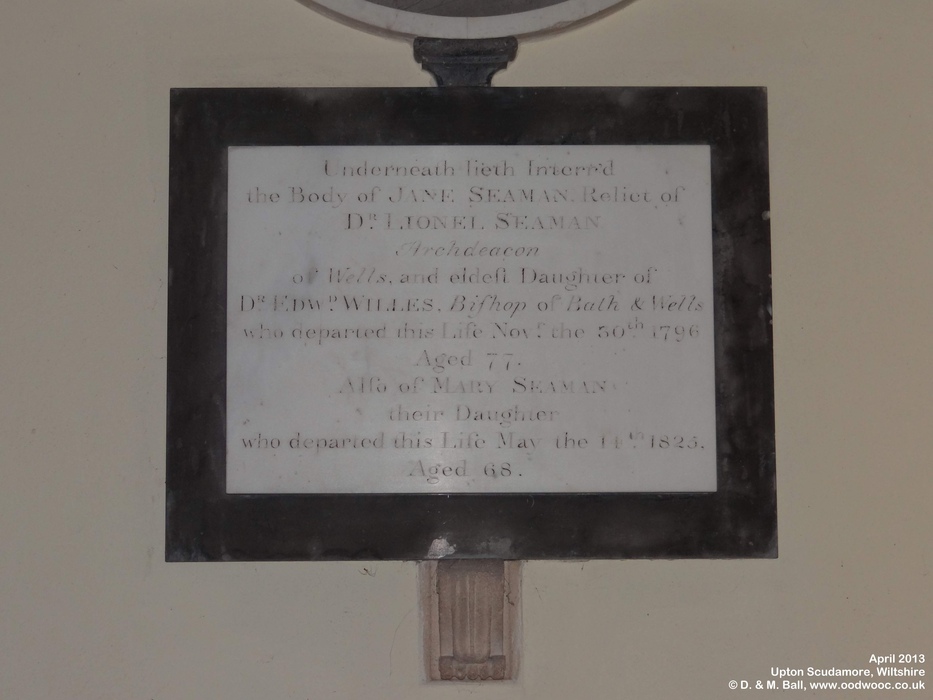 Underneath lieth Interr'd
the Body of JANE SEAMAN, Relict of
Dʀ. LIONEL SEAMAN
Archdeacon
of Wells, and eldeſt Daughter of
Dʀ. EDWᴰ. WILLES, Biſhop of Bath & Wells
who departed this Life Novʳ. the 30ᵗʰ. 1796
Aged 77.
Alſo of MARY SEAMAN
their Daughter
who departed this Life May the 14ᵗʰ. 1825,
Aged 68.
April 2013
Upton Scudamore, Wiltshire
© D. & M. Ball, www.oodwooc.co.uk